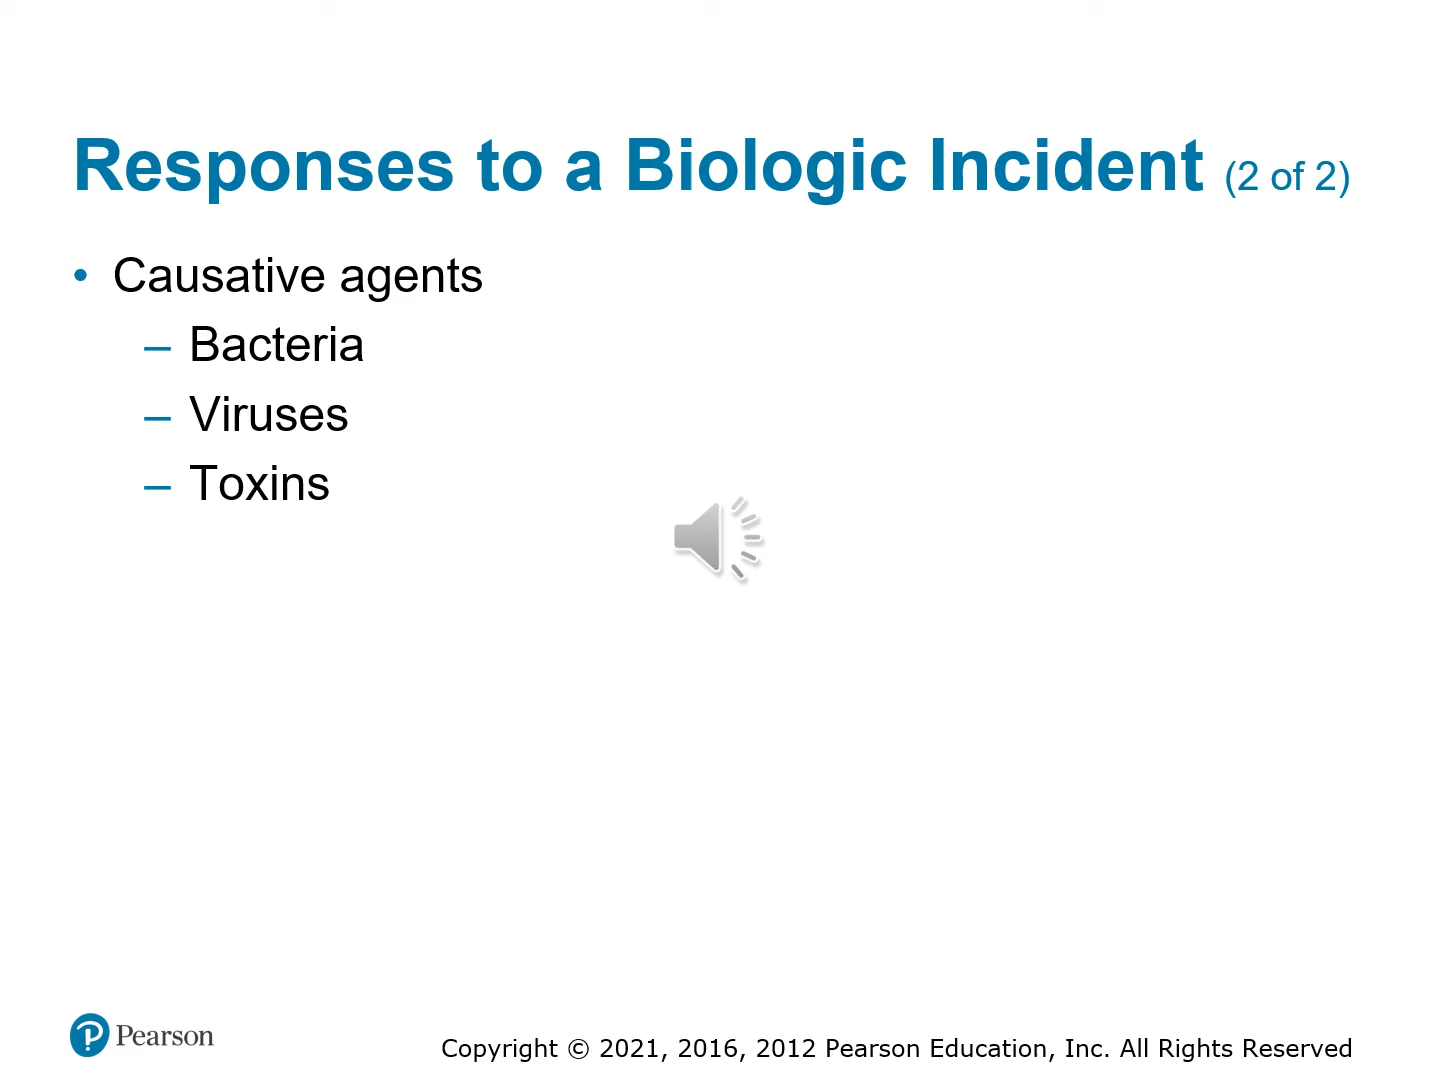 Responses to a Biologic Incident (2 of 2)
• Causative agents
– Bacteria
– Viruses
– Toxins
Pearson
Copyright © 2021, 2016, 2012 Pearson Education, Inc. All Rights Reserved